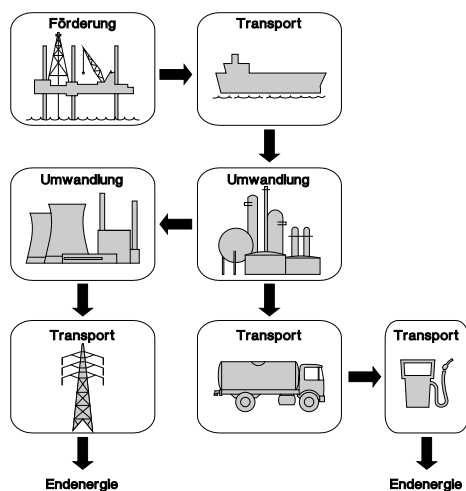 Förderung
Transport
Umwandlung
Umwandlung
Transport
Transport
Transport
Endenergie
Endenergie